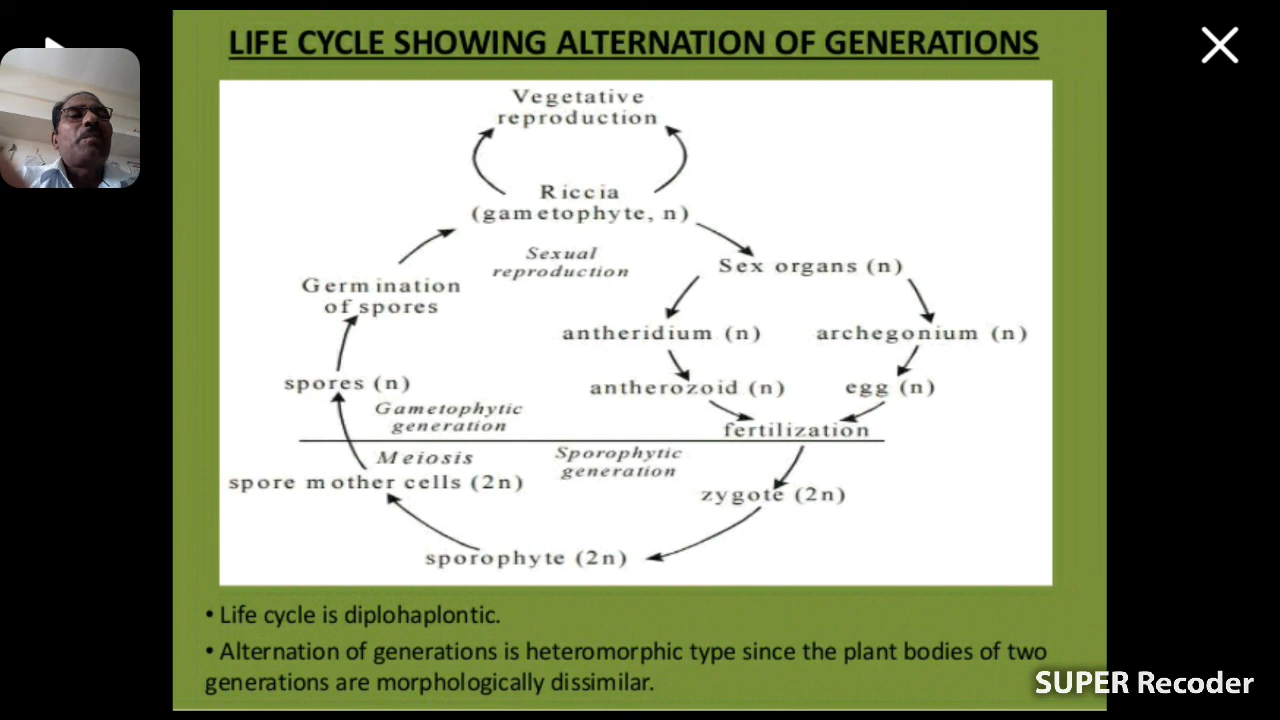 LIFE CYCLE SHOWING ALTERNATION OF GENERATIONS
Vegetative
reproduction
Riccia
(gametophyte, n)
Sexual
reproduction
Sex organs (n)
Germination
of spores
antheridium (n)
archegonium (n)
spores (n)
antherozoid (n)
egg (n)
Gametophytic
generation
fertilization
Meiosis
Sporophytic
generation
spore mother cells (2n)
zygote (2n)
sporophyte (2n)
• Life cycle is diplohaplontic.
• Alternation of generations is heteromorphic type since the plant bodies of two
generations are morphologically dissimilar.
SUPER Recoder